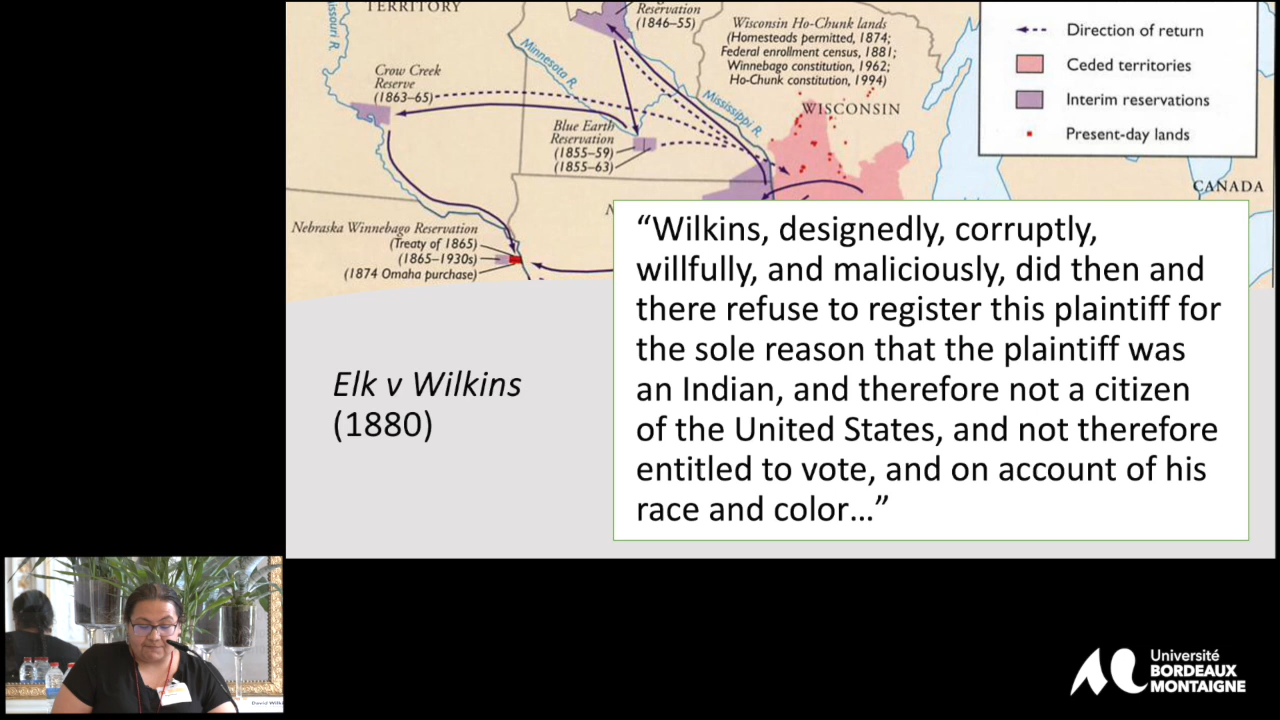 TERRITORY
Missouri R.
Reservation
(1846–55)
Minnesota R.
Wisconsin Ho-Chunk lands
(Homesteads permitted, 1874;
Federal enrollment census, 1881;
Winnebago constitution, 1962;
Ho-Chunk constitution, 1994)
Direction of return
Ceded territories
Interim reservations
Present-day lands
Crow Creek
Reserve
(1863–65)
Mississippi R.
WISCONSIN
Blue Earth
Reservation
(1855–59)
(1855–63)
CANADA
Nebraska Winnebago Reservation
(Treaty of 1865)
(1865–1930s)
(1874 Omaha purchase)
“Wilkins, designedly, corruptly,
willfully, and maliciously, did then and
there refuse to register this plaintiff for
the sole reason that the plaintiff was
an Indian, and therefore not a citizen
of the United States, and not therefore
entitled to vote, and on account of his
race and color…”
Elk v Wilkins
(1880)
David Wilki
Université
BORDEAUX
MONTAIGNE